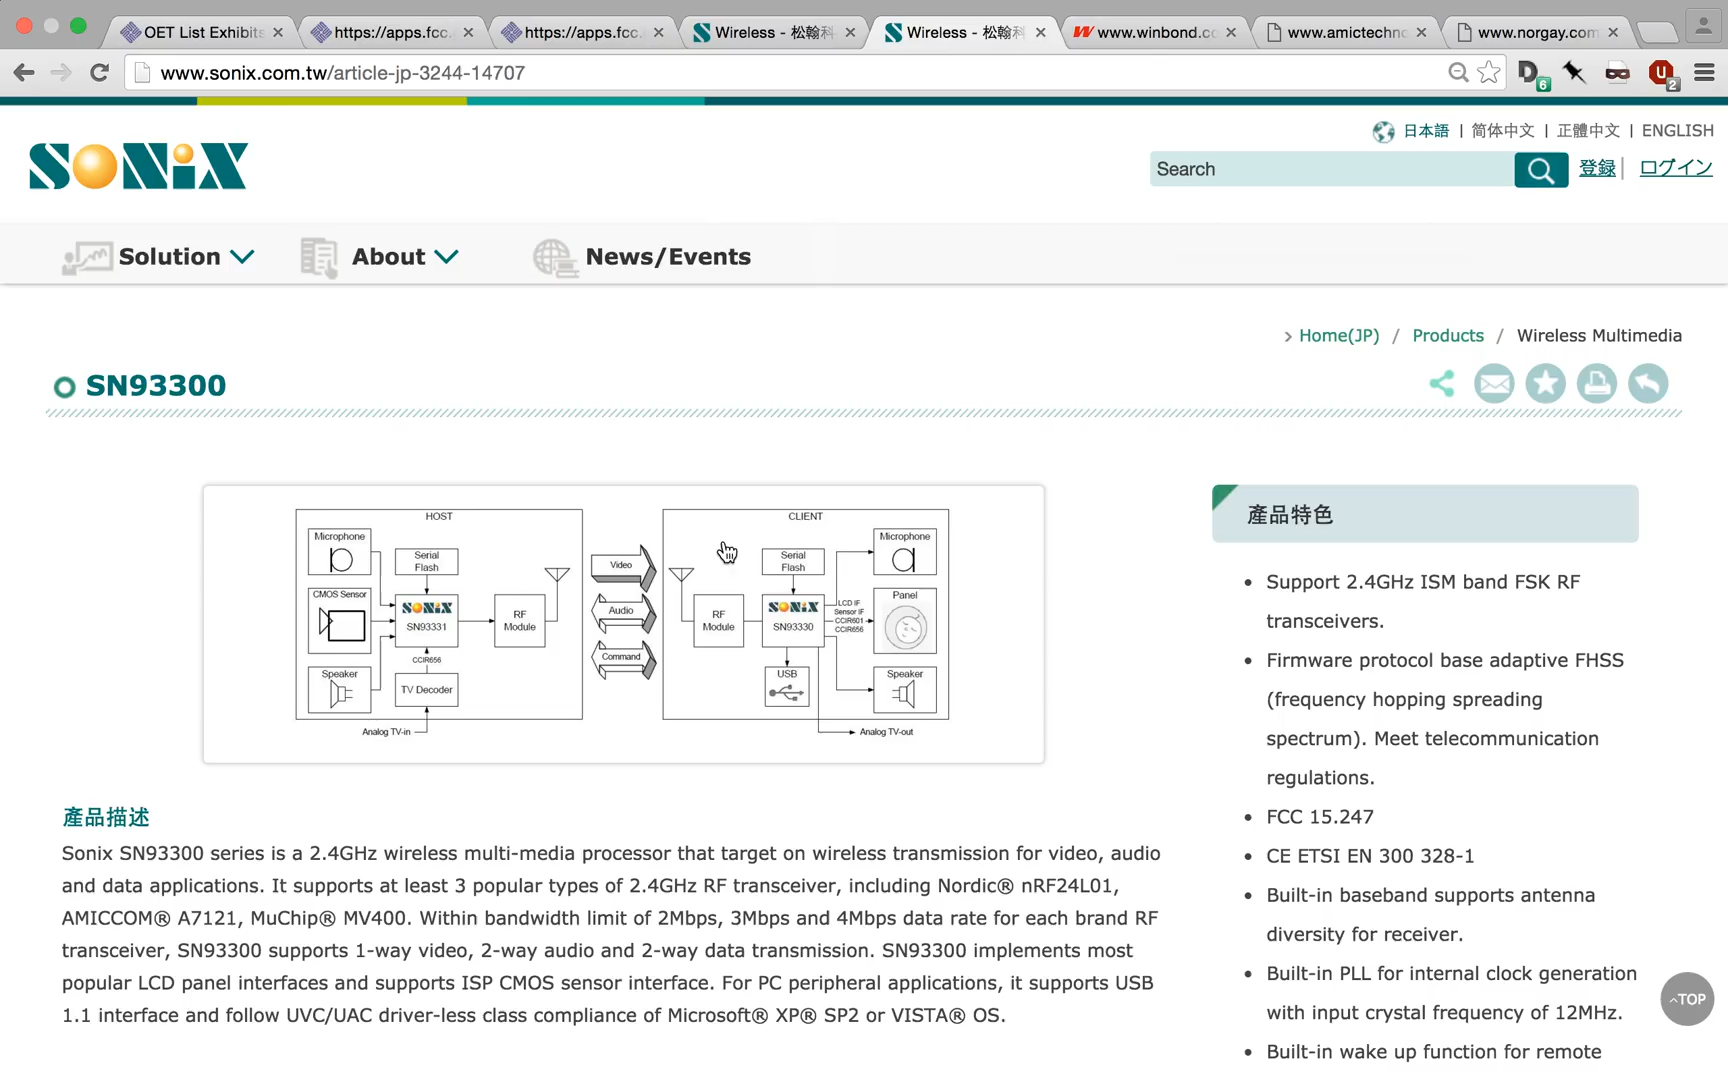 OET List Exhibits
https://apps.fcc.
https://apps.fcc.
Wireless - 松翰科
Wireless - 松翰科
www.winbond.co
www.amictechno
www.norgay.com
www.sonix.com.tw/article-jp-3244-14707
6
2
SONiX
日本語 | 简体中文 | 正體中文 | ENGLISH
Search
登録 | ログイン
Solution
About
News/Events
> Home(JP) / Products / Wireless Multimedia
SN93300
HOST
Microphone
Serial Flash
CMOS Sensor
SONiX
SN93331
RF Module
Speaker
CCIR656
TV Decoder
Analog TV-in
Video
Audio
Command
CLIENT
Microphone
Serial Flash
RF Module
SONiX
SN93330
LCD IF
Sensor IF
CCIR601
CCIR656
Panel
USB
Speaker
Analog TV-out
產品特色
• Support 2.4GHz ISM band FSK RF
transceivers.
• Firmware protocol base adaptive FHSS
(frequency hopping spreading
spectrum). Meet telecommunication
regulations.
• FCC 15.247
• CE ETSI EN 300 328-1
• Built-in baseband supports antenna
diversity for receiver.
• Built-in PLL for internal clock generation
with input crystal frequency of 12MHz.
• Built-in wake up function for remote
產品描述
Sonix SN93300 series is a 2.4GHz wireless multi-media processor that target on wireless transmission for video, audio
and data applications. It supports at least 3 popular types of 2.4GHz RF transceiver, including Nordic® nRF24L01,
AMICCOM® A7121, MuChip® MV400. Within bandwidth limit of 2Mbps, 3Mbps and 4Mbps data rate for each brand RF
transceiver, SN93300 supports 1-way video, 2-way audio and 2-way data transmission. SN93300 implements most
popular LCD panel interfaces and supports ISP CMOS sensor interface. For PC peripheral applications, it supports USB
1.1 interface and follow UVC/UAC driver-less class compliance of Microsoft® XP® SP2 or VISTA® OS.
^TOP